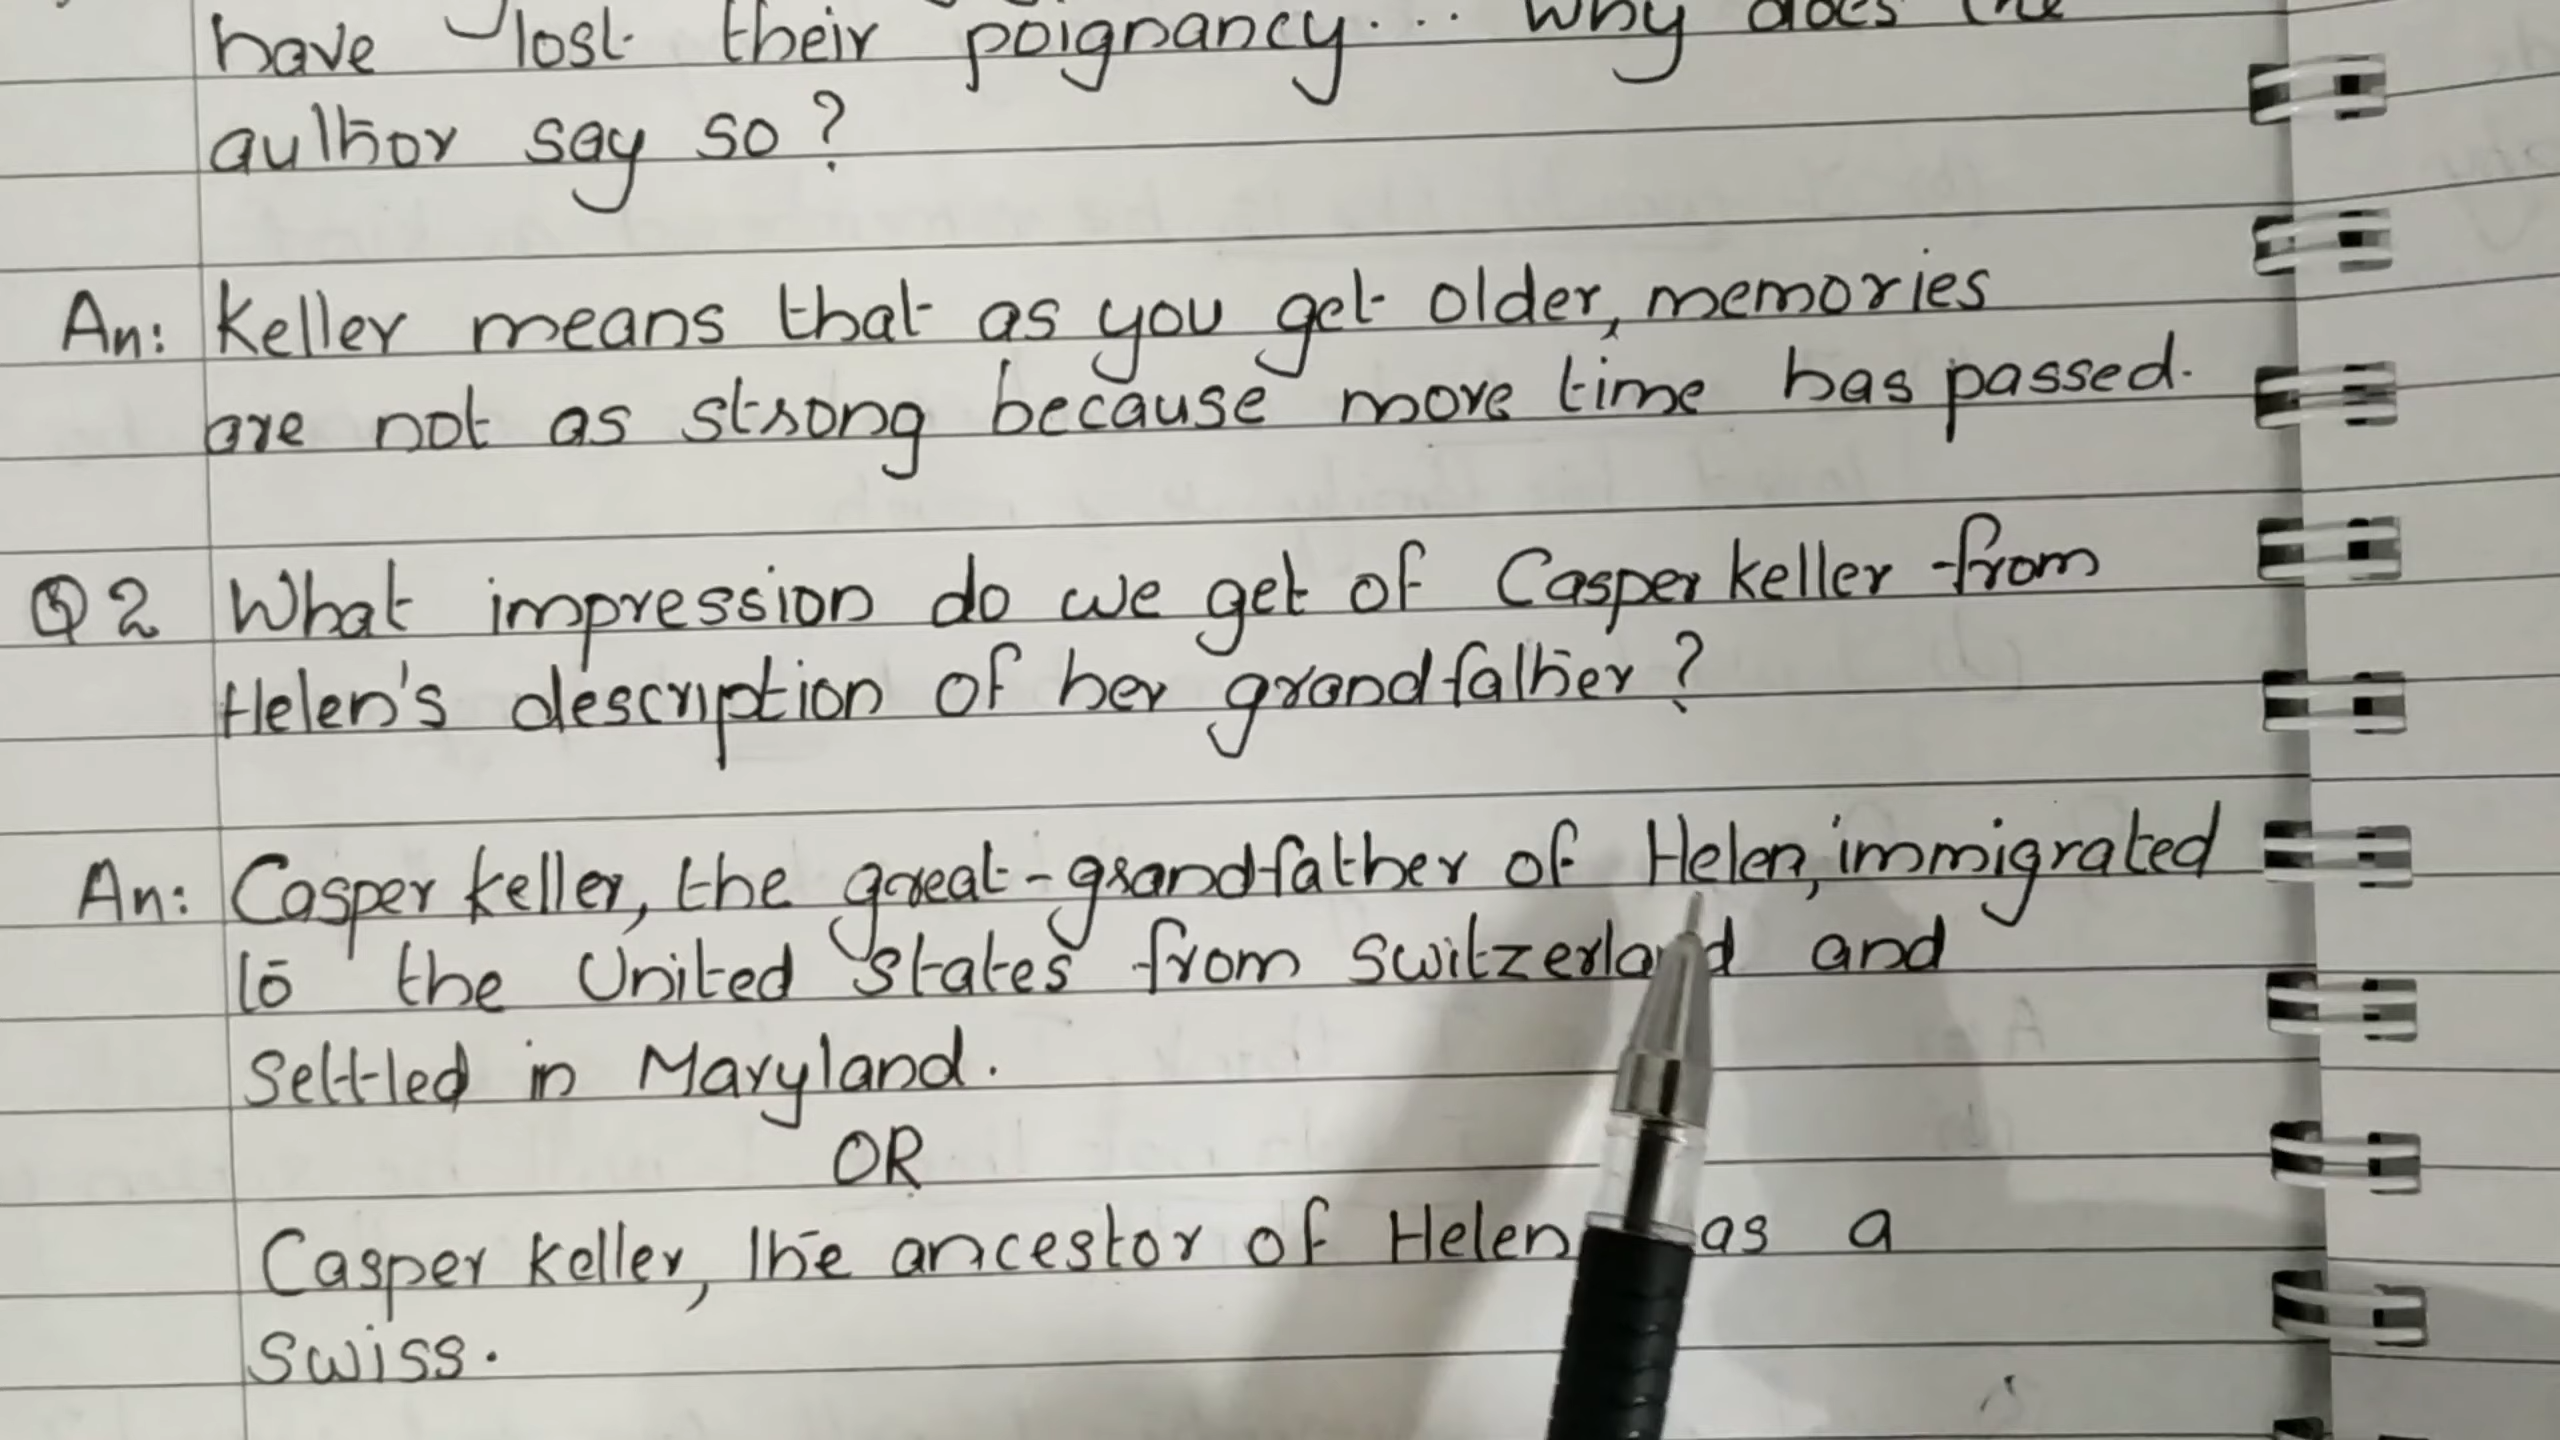 have lost their poignancy... Why does the
author say so?
An: Keller means that as you get older, memories
are not as strong because more time has passed.
Q2 What impression do we get of Casper keller from
Helen's description of her grandfather?
An: Casper keller, the great-grandfather of Helen, immigrated
to the United States from Switzerland and
Settled in Maryland.
OR
Casper Keller, the ancestor of Helen as a
Swiss.